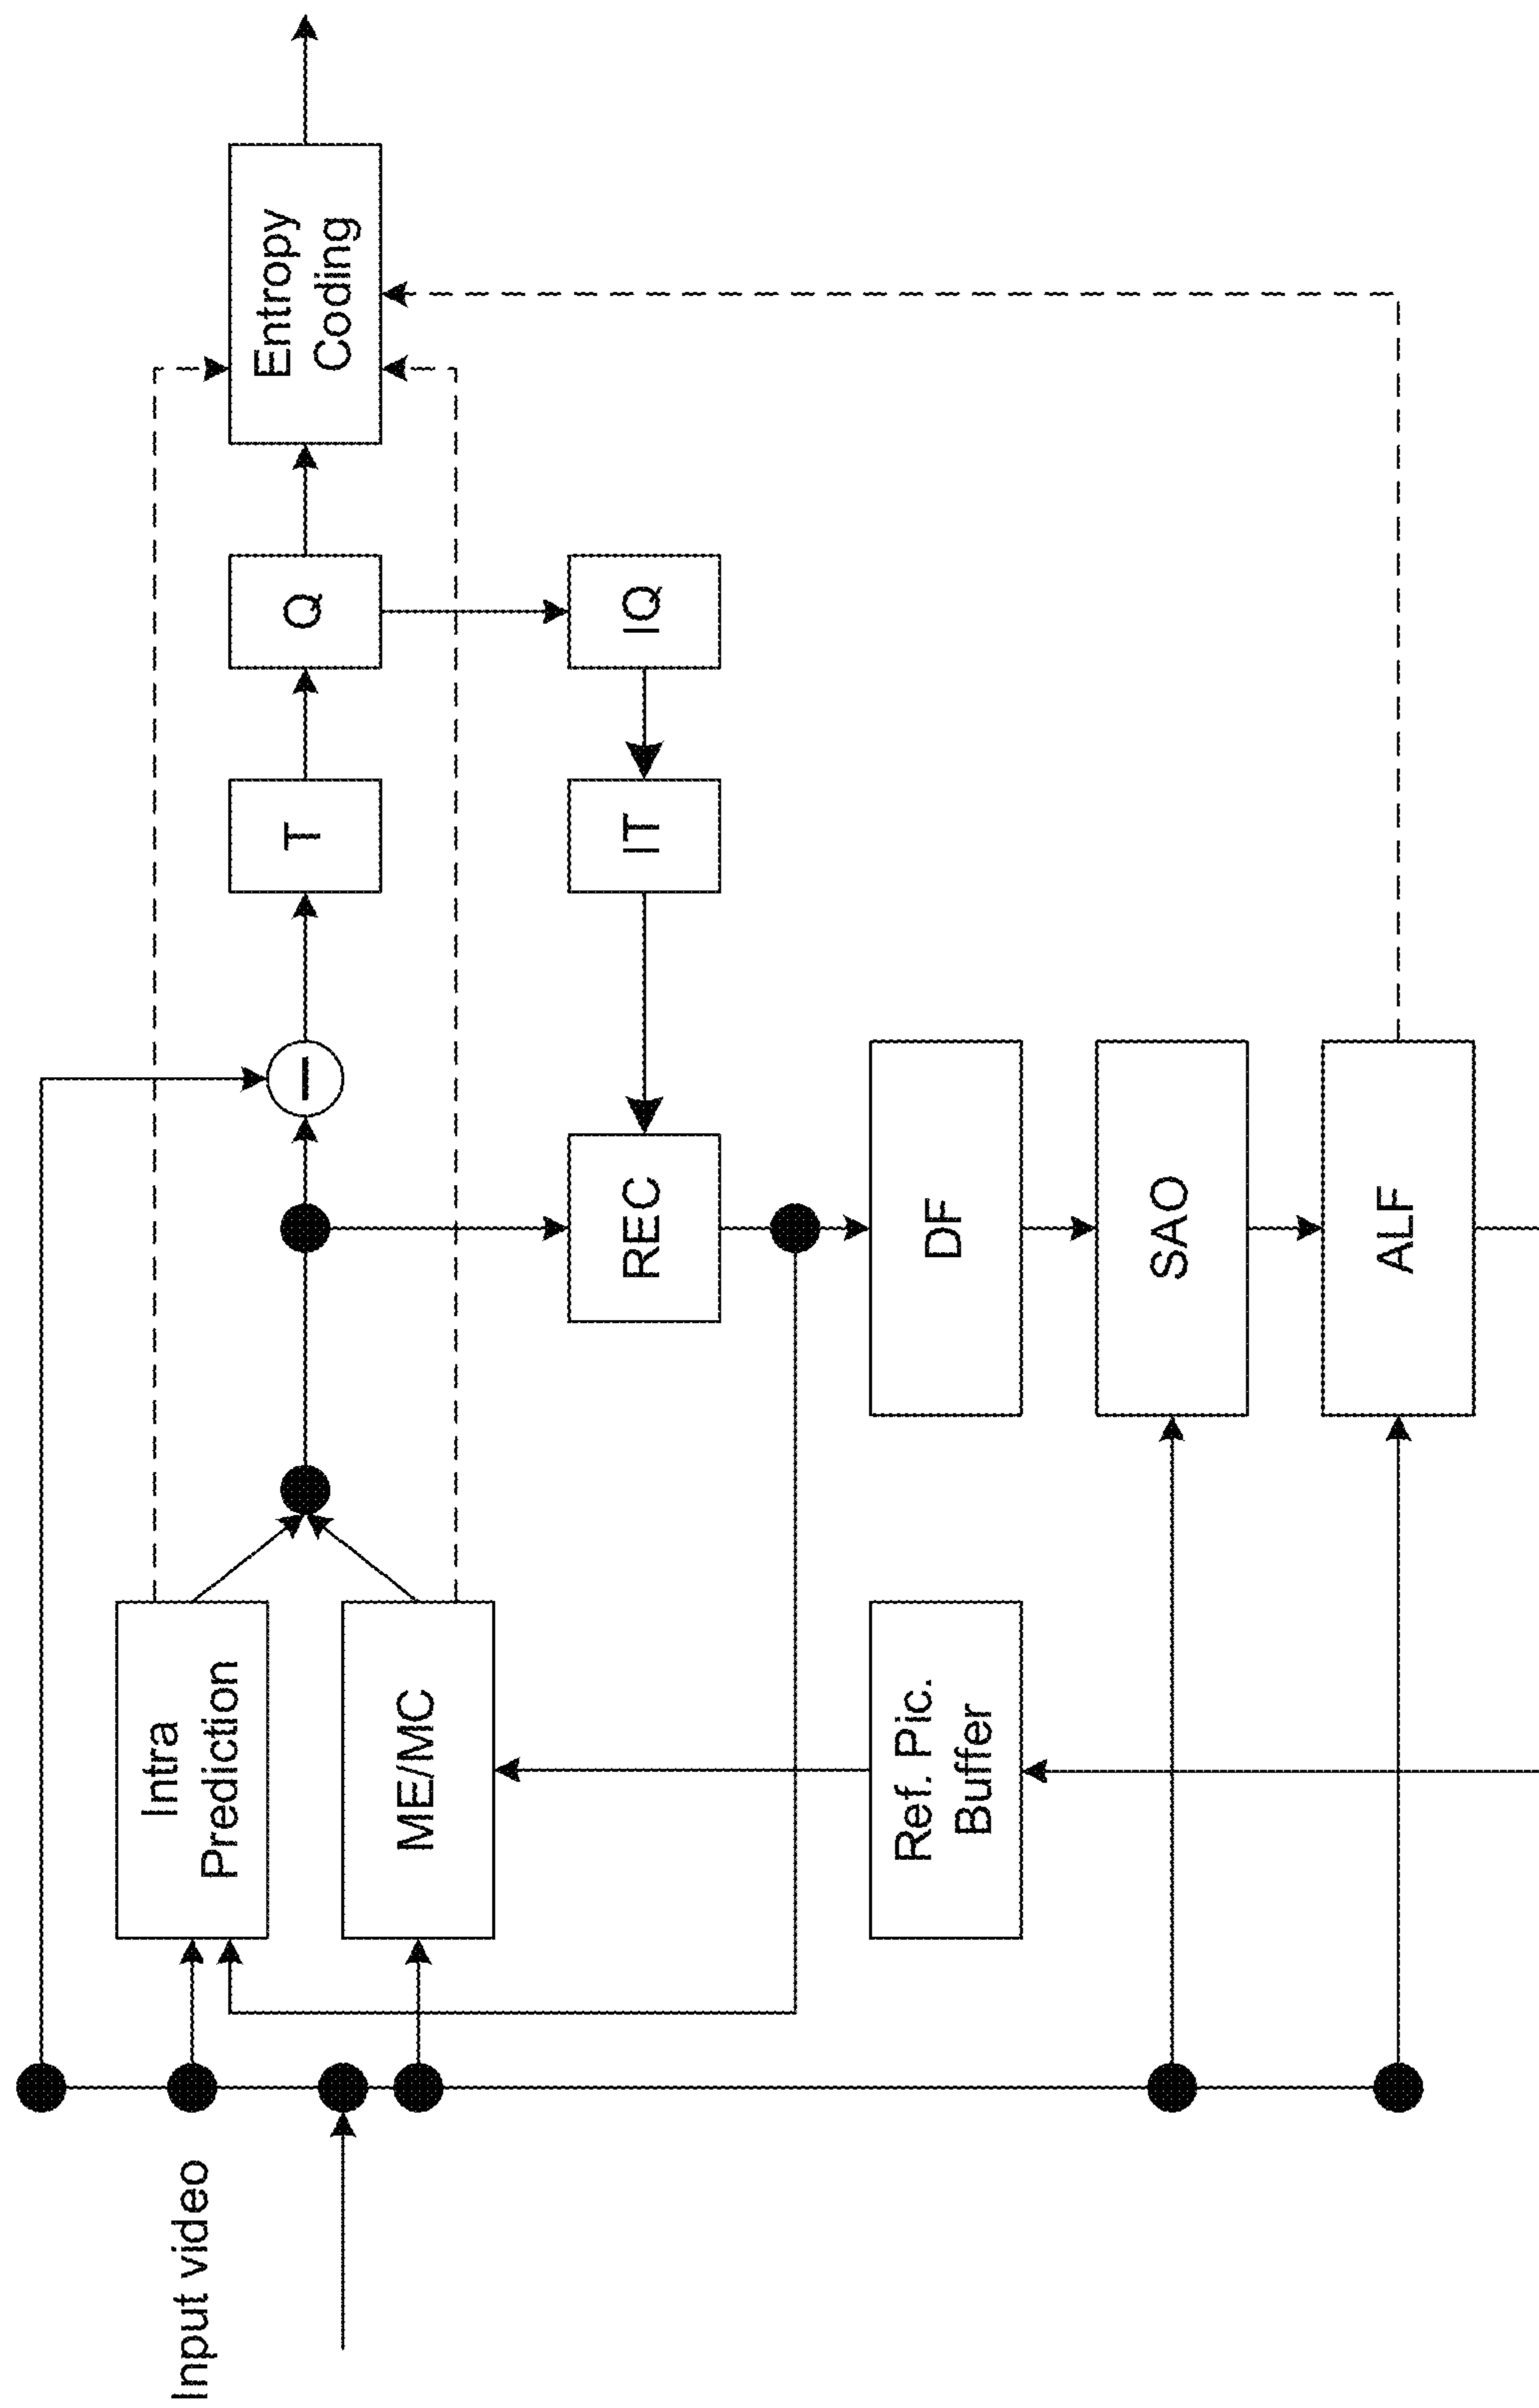 Input video
Intra
Prediction
ME/MC
T
Q
Entropy
Coding
IQ
IT
REC
DF
SAO
ALF
Ref. Pic.
Buffer